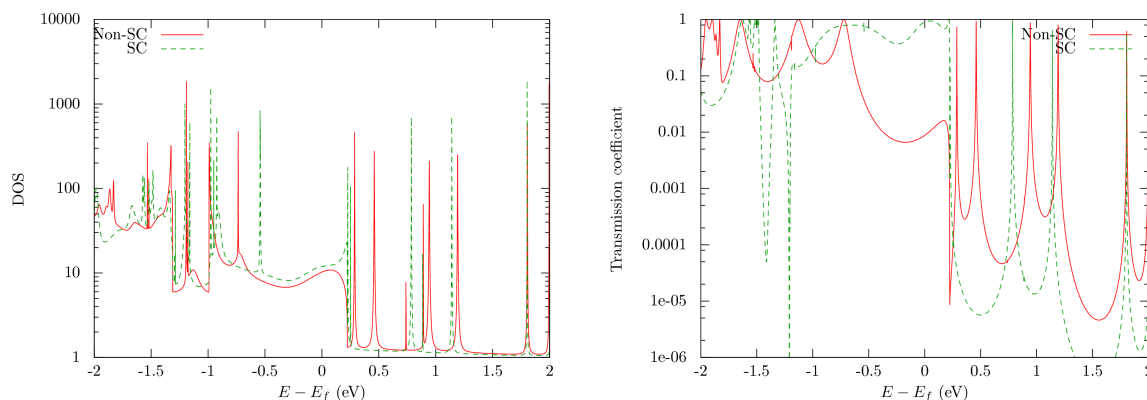 10000
1000
100
10
1
DOS
Non-SC
SC
-2 -1.5 -1 -0.5 0 0.5 1 1.5 2
E − E_f (eV)
1
0.1
0.01
0.001
0.0001
1e-05
1e-06
Transmission coefficient
Non-SC
SC
-2 -1.5 -1 -0.5 0 0.5 1 1.5 2
E − E_f (eV)